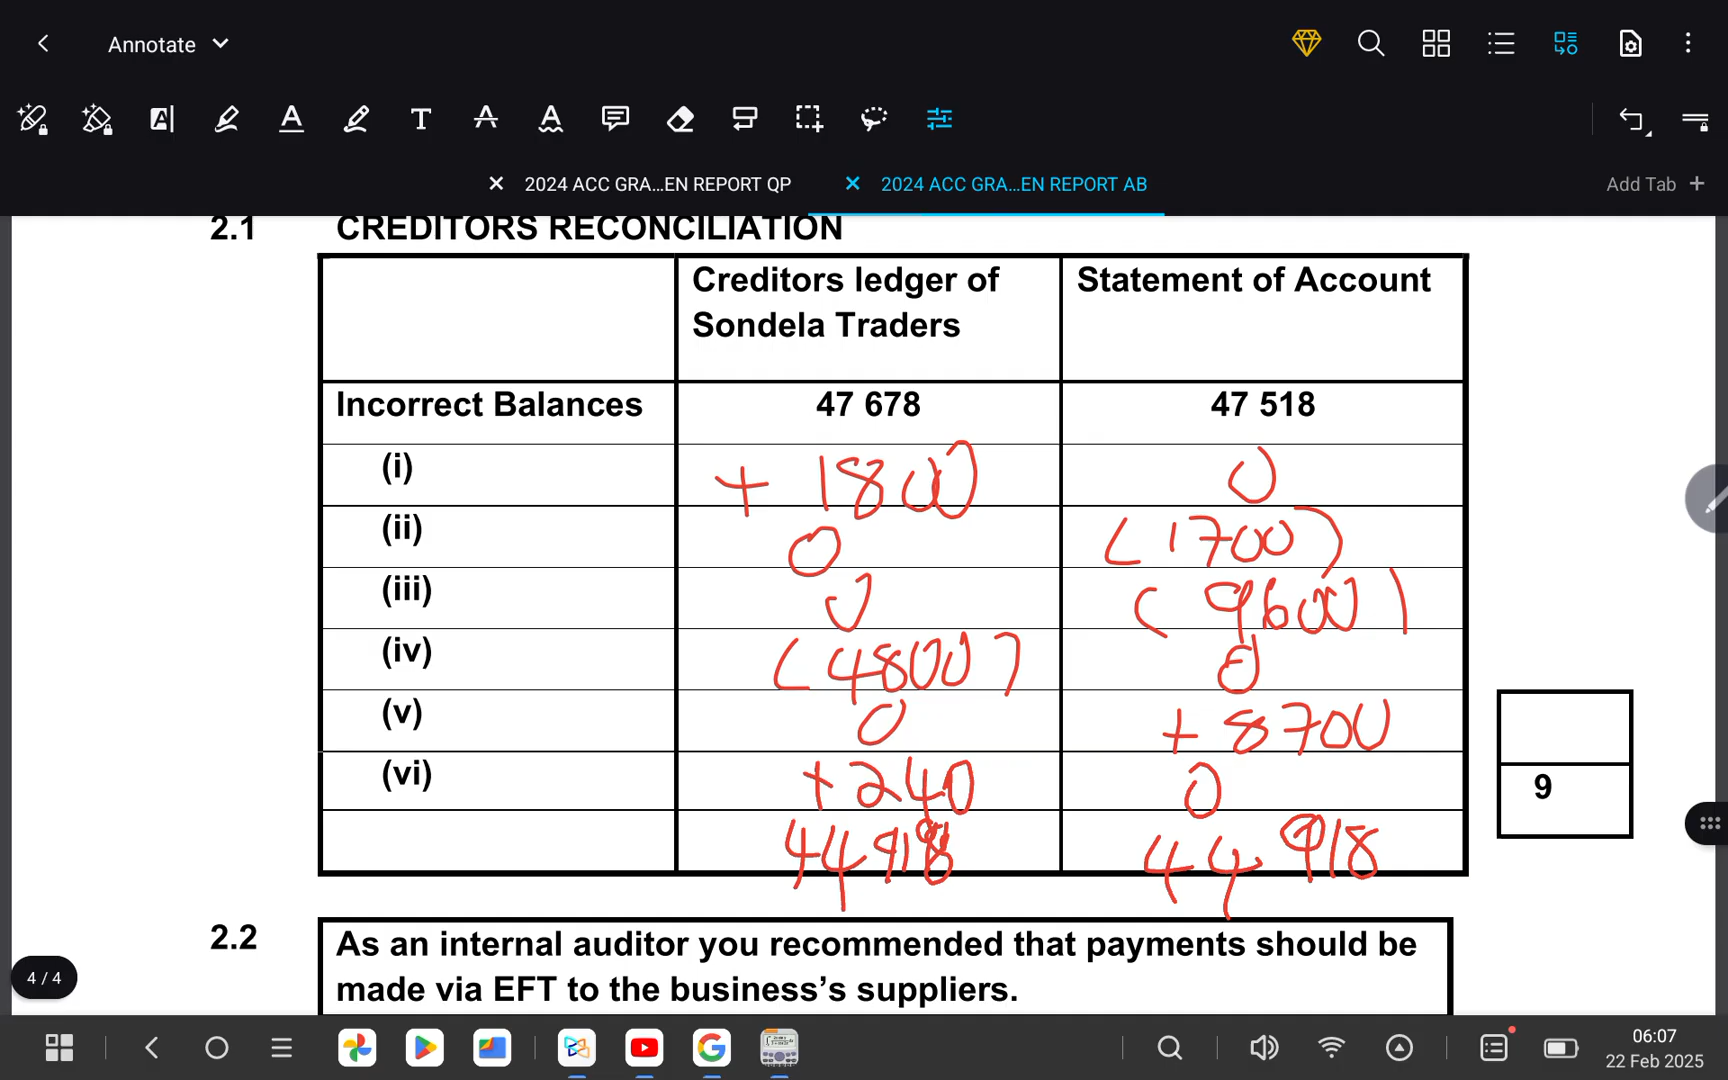 Annotate
2024 ACC GRA...EN REPORT QP
2024 ACC GRA...EN REPORT AB
Add Tab +
2.1 CREDITORS RECONCILIATION
Creditors ledger of Sondela Traders
Statement of Account
Incorrect Balances 47 678 47 518
(i) + 1800 0
(ii) 0 (1700)
(iii) 0 (9600)
(iv) (4800) 0
(v) 0 + 8700
(vi) + 240 0
44 918 44 918
9
2.2 As an internal auditor you recommended that payments should be
made via EFT to the business's suppliers.
4 / 4
06:07
22 Feb 2025